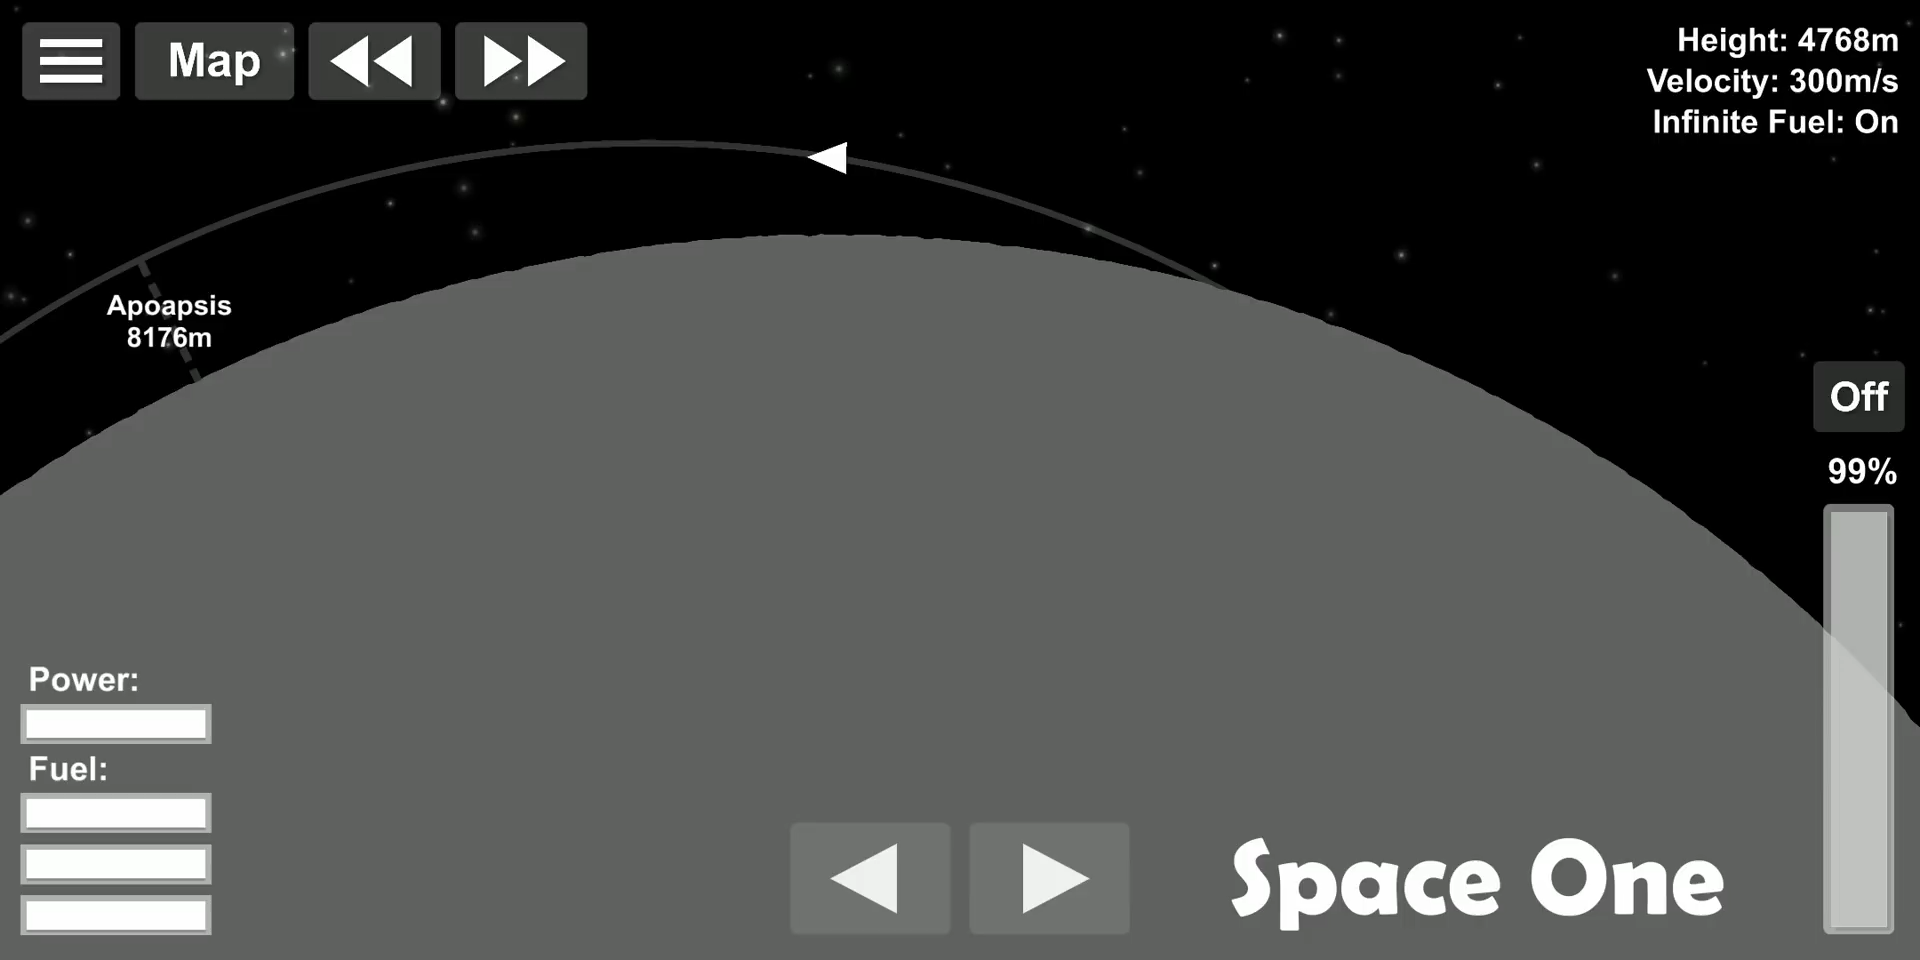 Map
Height: 4768m
Velocity: 300m/s
Infinite Fuel: On
Apoapsis
8176m
Off
99%
Power:
Fuel:
Space One